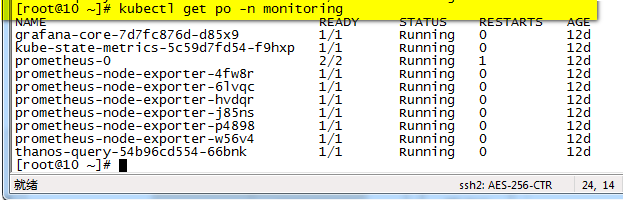 [root@10 ~]# kubectl get po -n monitoring
NAME READY STATUS RESTARTS AGE
grafana-core-7d7fc876d-d85x9 1/1 Running 0 12d
kube-state-metrics-5c59d7fd54-f9hxp 1/1 Running 0 12d
prometheus-0 2/2 Running 1 12d
prometheus-node-exporter-4fw8r 1/1 Running 0 12d
prometheus-node-exporter-6lvqc 1/1 Running 0 12d
prometheus-node-exporter-hvdqr 1/1 Running 0 12d
prometheus-node-exporter-j85ns 1/1 Running 0 12d
prometheus-node-exporter-p4898 1/1 Running 0 12d
prometheus-node-exporter-w56v4 1/1 Running 0 12d
thanos-query-54b96cd554-66bnk 1/1 Running 0 12d
[root@10 ~]#
就绪 ssh2: AES-256-CTR 24, 14